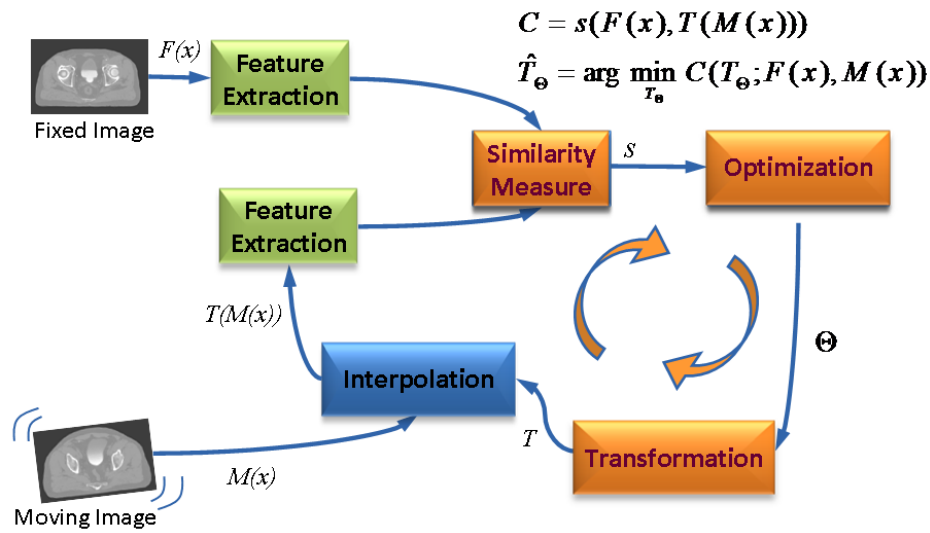 C = s(F(x), T(M(x)))
T̂_Θ = arg min_{T_Θ} C(T_Θ; F(x), M(x))
F(x)
Feature
Extraction
Fixed Image
Similarity
Measure
S
Optimization
Feature
Extraction
T(M(x))
Θ
Interpolation
T
Transformation
M(x)
Moving Image